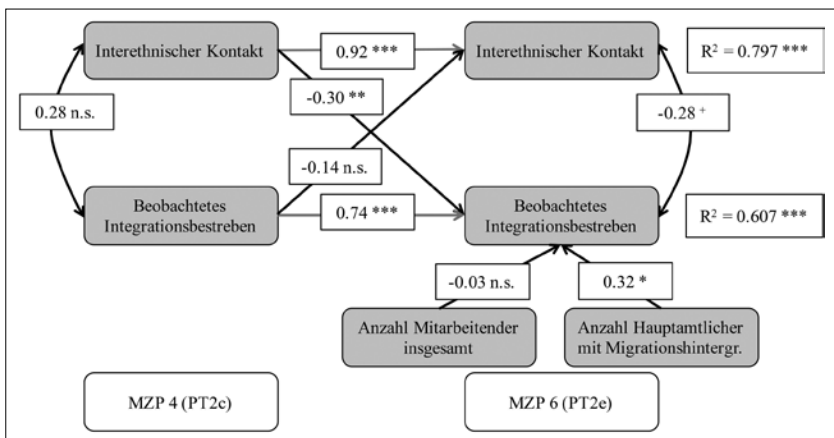 Interethnischer Kontakt
0.92 ***
Interethnischer Kontakt
R² = 0.797 ***
-0.30 **
0.28 n.s.
-0.28 ⁺
-0.14 n.s.
Beobachtetes
Integrationsbestreben
0.74 ***
Beobachtetes
Integrationsbestreben
R² = 0.607 ***
-0.03 n.s.
0.32 *
Anzahl Mitarbeitender
insgesamt
Anzahl Hauptamtlicher
mit Migrationshintergr.
MZP 4 (PT2c)
MZP 6 (PT2e)